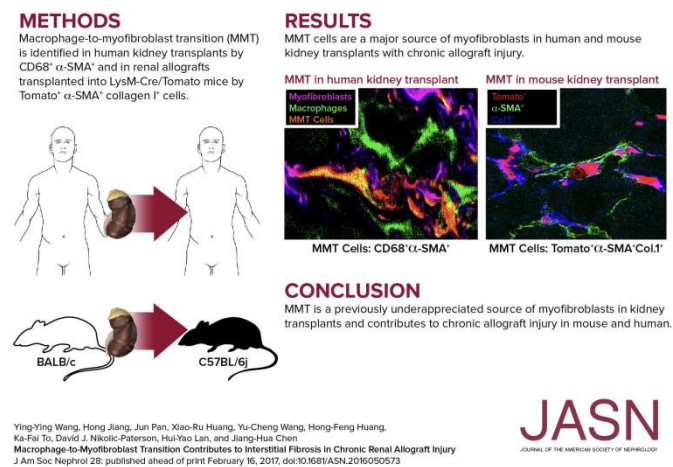 METHODS
Macrophage-to-myofibroblast transition (MMT)
is identified in human kidney transplants by
CD68⁺ α-SMA⁺ and in renal allografts
transplanted into LysM-Cre/Tomato mice by
Tomato⁺ α-SMA⁺ collagen I⁺ cells.
BALB/c
C57BL/6j
RESULTS
MMT cells are a major source of myofibroblasts in human and mouse
kidney transplants with chronic allograft injury.
MMT in human kidney transplant
Myofibroblasts
Macrophages
MMT Cells
MMT Cells: CD68⁺α-SMA⁺
MMT in mouse kidney transplant
Tomato⁺
α-SMA⁺
Col.1⁺
MMT Cells: Tomato⁺α-SMA⁺Col.1⁺
CONCLUSION
MMT is a previously underappreciated source of myofibroblasts in kidney
transplants and contributes to chronic allograft injury in mouse and human.
Ying-Ying Wang, Hong Jiang, Jun Pan, Xiao-Ru Huang, Yu-Cheng Wang, Hong-Feng Huang,
Ka-Fai To, David J. Nikolic-Paterson, Hui-Yao Lan, and Jiang-Hua Chen
Macrophage-to-Myofibroblast Transition Contributes to Interstitial Fibrosis in Chronic Renal Allograft Injury
J Am Soc Nephrol 28: published ahead of print February 16, 2017, doi:10.1681/ASN.2016050573
JASN
JOURNAL OF THE AMERICAN SOCIETY OF NEPHROLOGY